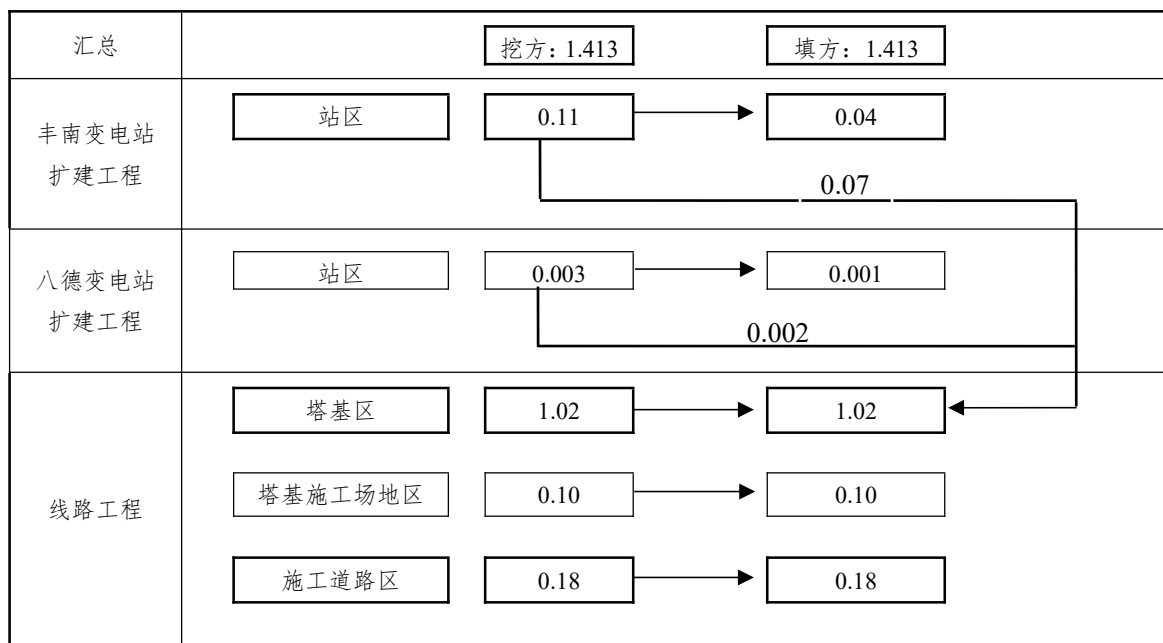 汇总
挖方：1.413
填方：1.413
丰南变电站
扩建工程
站区
0.11
0.04
0.07
八德变电站
扩建工程
站区
0.003
0.001
0.002
线路工程
塔基区
1.02
1.02
塔基施工场地区
0.10
0.10
施工道路区
0.18
0.18